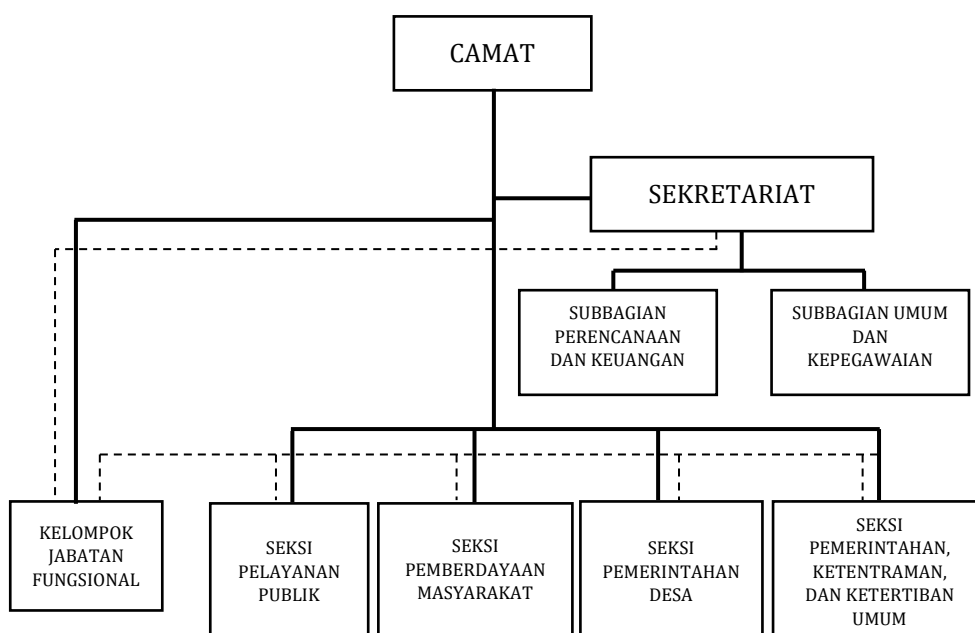 CAMAT
SEKRETARIAT
SUBBAGIAN
PERENCANAAN
DAN KEUANGAN
SUBBAGIAN UMUM
DAN
KEPEGAWAIAN
KELOMPOK
JABATAN
FUNGSIONAL
SEKSI
PELAYANAN
PUBLIK
SEKSI
PEMBERDAYAAN
MASYARAKAT
SEKSI
PEMERINTAHAN
DESA
SEKSI
PEMERINTAHAN,
KETENTRAMAN,
DAN KETERTIBAN
UMUM